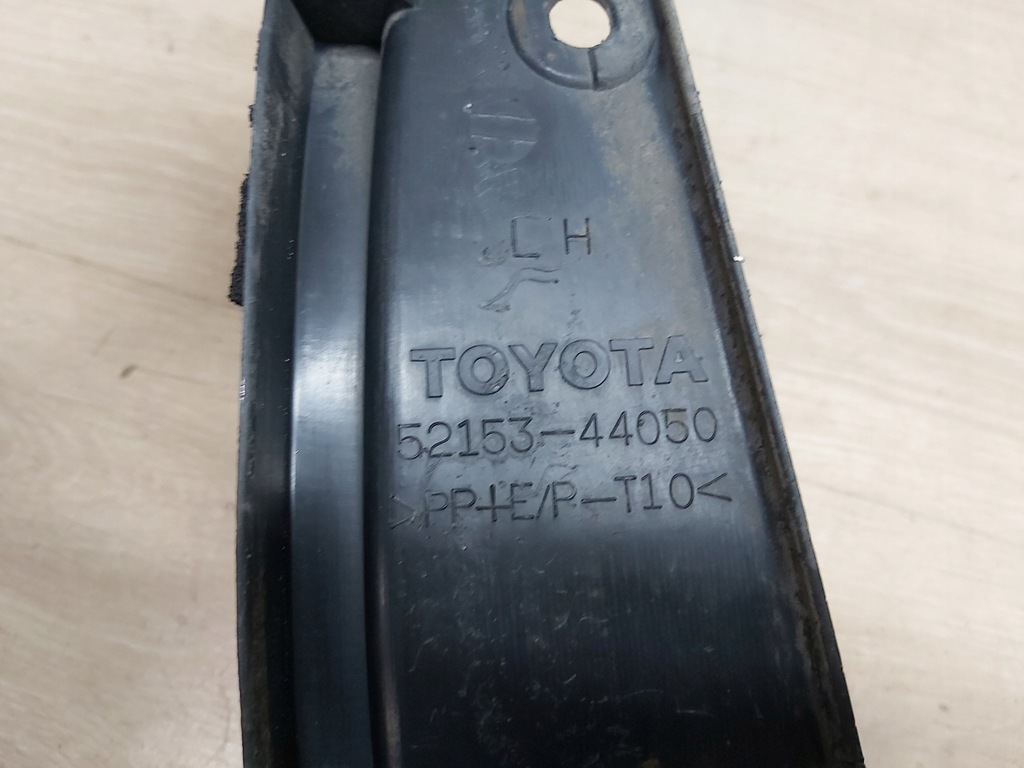 LH
TOYOTA
52153-44050
>PP+E/P-T10<